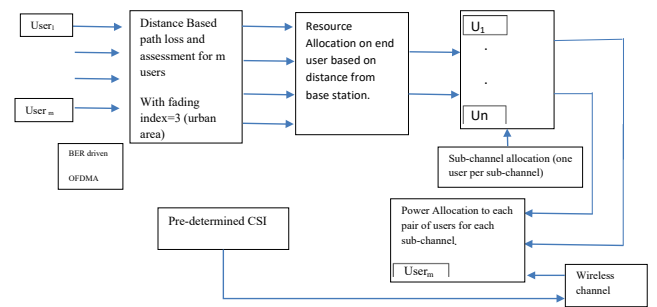 User1
User m
BER driven
OFDMA
Distance Based
path loss and
assessment for m
users
With fading
index=3 (urban
area)
Resource
Allocation on end
user based on
distance from
base station.
U1
.
.
Un
Sub-channel allocation (one
user per sub-channel)
Power Allocation to each
pair of users for each
sub-channel.
Userm
Pre-determined CSI
Wireless
channel